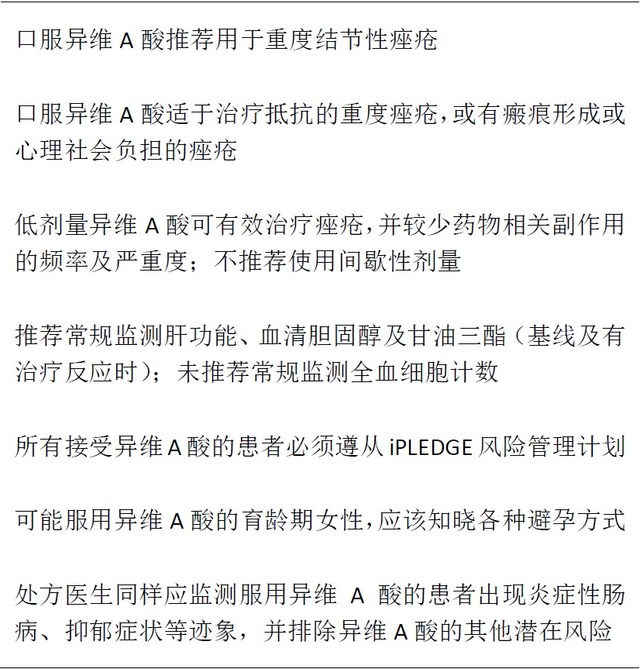 口服异维 A 酸推荐用于重度结节性痤疮
口服异维 A 酸适于治疗抵抗的重度痤疮，或有瘢痕形成或
心理社会负担的痤疮
低剂量异维 A 酸可有效治疗痤疮，并较少药物相关副作用
的频率及严重度；不推荐使用间歇性剂量
推荐常规监测肝功能、血清胆固醇及甘油三酯（基线及有
治疗反应时）；未推荐常规监测全血细胞计数
所有接受异维 A 酸的患者必须遵从 iPLEDGE 风险管理计划
可能服用异维 A 酸的育龄期女性，应该知晓各种避孕方式
处方医生同样应监测服用异维 A 酸的患者出现炎症性肠
病、抑郁症状等迹象，并排除异维 A 酸的其他潜在风险